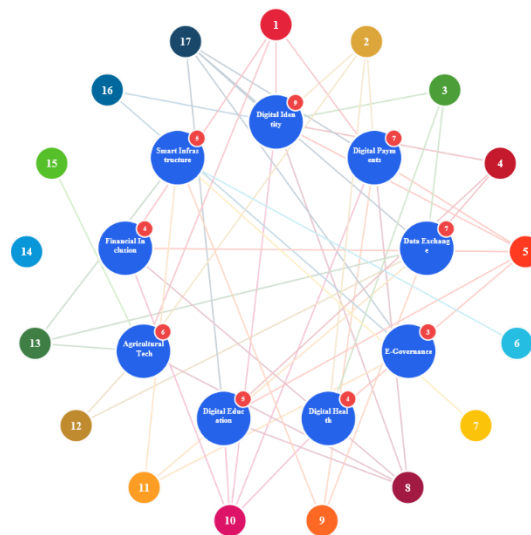 1
17
2
16
3
8
Digital Iden
tity
6
Smart Infras
tructure
7
Digital Paym
ents
15
4
4
Financial In
clusion
7
Data Exchang
e
14
5
13
6
Agricultural
Tech
3
E-Governance
6
12
5
Digital Educ
ation
4
Digital Heal
th
7
11
8
10
9